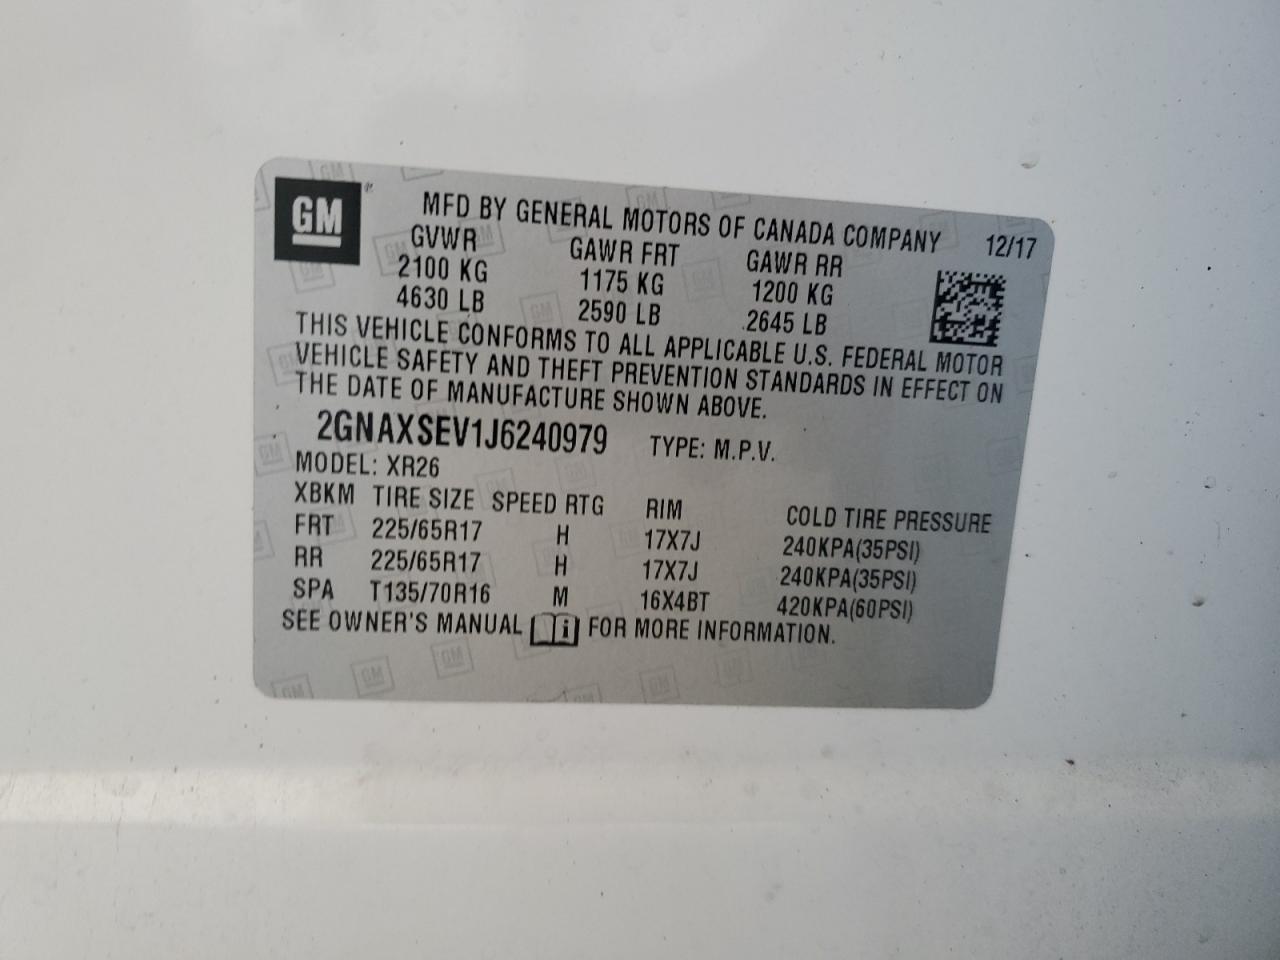 GM
MFD BY GENERAL MOTORS OF CANADA COMPANY 12/17
GVWR GAWR FRT GAWR RR
2100 KG 1175 KG 1200 KG
4630 LB 2590 LB 2645 LB
THIS VEHICLE CONFORMS TO ALL APPLICABLE U.S. FEDERAL MOTOR
VEHICLE SAFETY AND THEFT PREVENTION STANDARDS IN EFFECT ON
THE DATE OF MANUFACTURE SHOWN ABOVE.
2GNAXSEV1J6240979 TYPE: M.P.V.
MODEL: XR26
XBKM TIRE SIZE SPEED RTG RIM COLD TIRE PRESSURE
FRT 225/65R17 H 17X7J 240KPA(35PSI)
RR 225/65R17 H 17X7J 240KPA(35PSI)
SPA T135/70R16 M 16X4BT 420KPA(60PSI)
SEE OWNER'S MANUAL i FOR MORE INFORMATION.